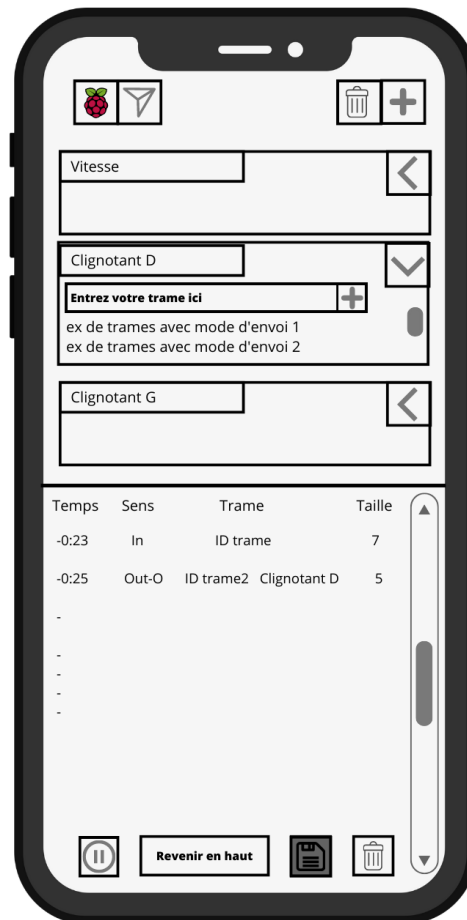 Vitesse
Clignotant D
Entrez votre trame ici
ex de trames avec mode d'envoi 1
ex de trames avec mode d'envoi 2
Clignotant G
Temps Sens Trame Taille
-0:23 In ID trame 7
-0:25 Out-O ID trame2 Clignotant D 5
-
-
-
-
-
Revenir en haut